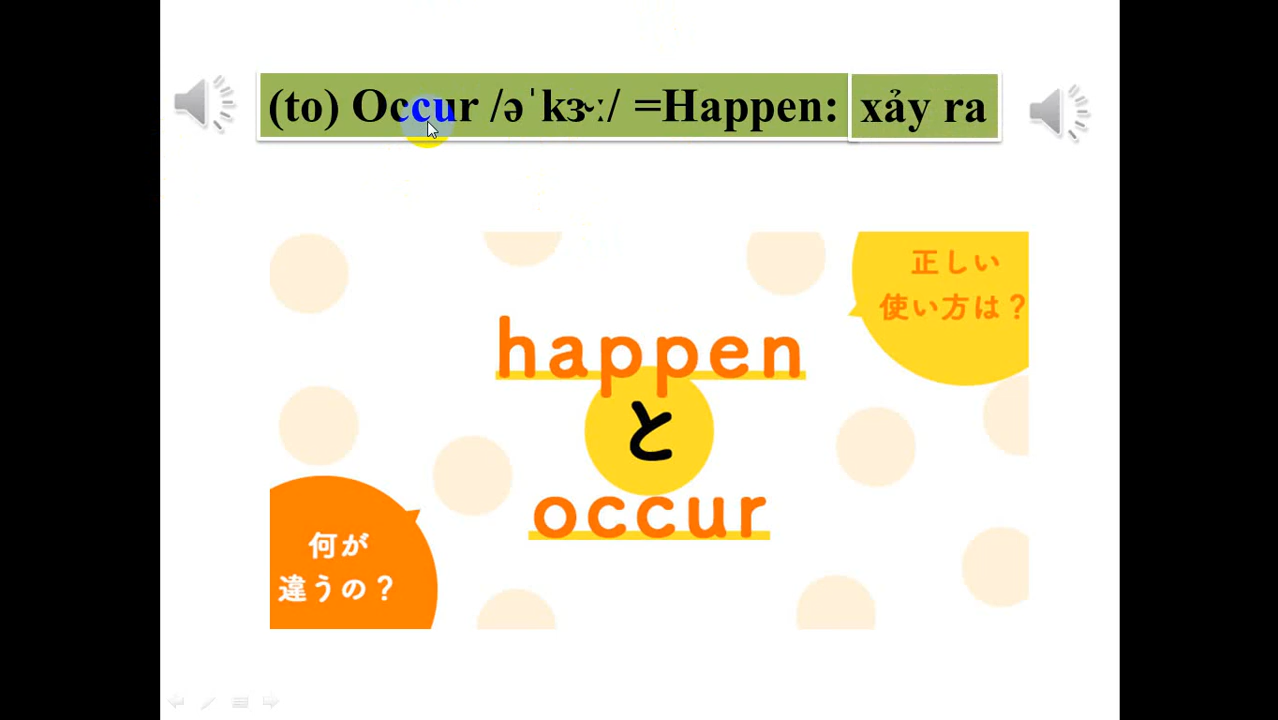 (to) Occur /əˈkɝː/ =Happen: xảy ra
正しい
使い方は？
happen
と
occur
何が
違うの？